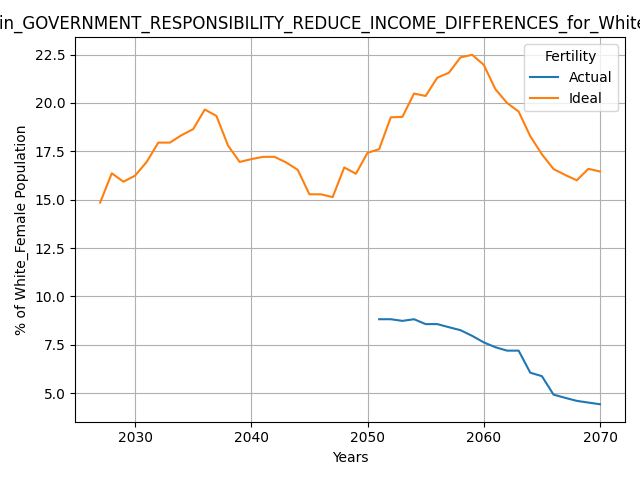 in_GOVERNMENT_RESPONSIBILITY_REDUCE_INCOME_DIFFERENCES_for_White
Fertility
Actual
Ideal
22.5
20.0
17.5
15.0
12.5
10.0
7.5
5.0
% of White_Female Population
2030
2040
2050
2060
2070
Years